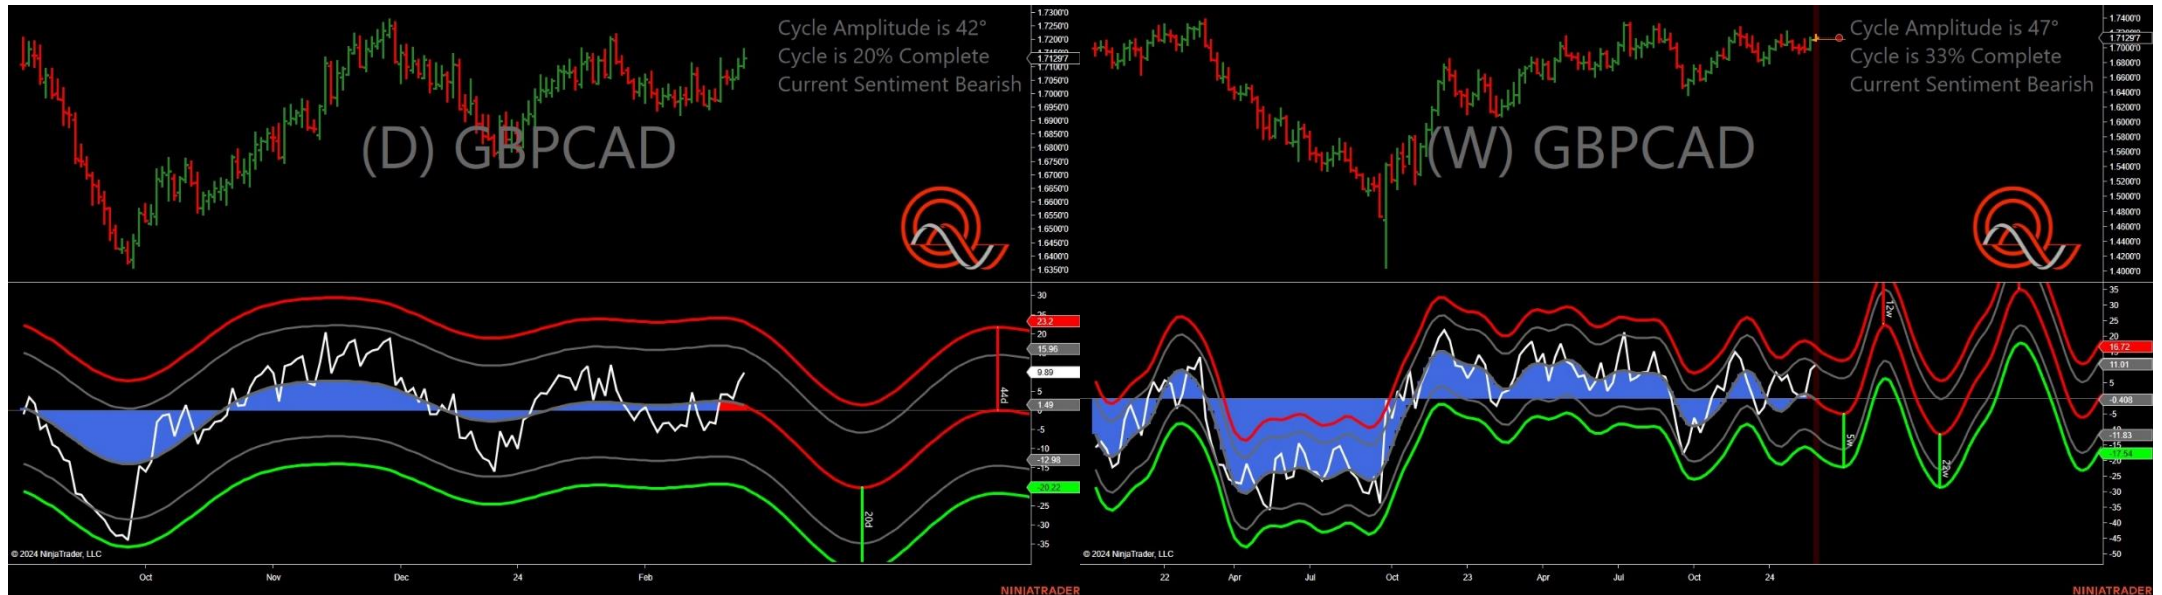 Cycle Amplitude is 42°
Cycle is 20% Complete
Current Sentiment Bearish
(D) GBPCAD
1.7300'0
1.7250'0
1.7200'0
1.71297
1.7105'0
1.7050'0
1.7000'0
1.6950'0
1.6900'0
1.6850'0
1.6800'0
1.6750'0
1.6700'0
1.6650'0
1.6600'0
1.6550'0
1.6500'0
1.6450'0
1.6400'0
1.6350'0
30
23.2
20
15.96
9.89
5
1.49
-5
-10
-12.98
-20.22
-25
-30
-35
44d
20d
© 2024 NinjaTrader, LLC
Oct
Nov
Dec
24
Feb
NINJATRADER
Cycle Amplitude is 47°
Cycle is 33% Complete
Current Sentiment Bearish
(W) GBPCAD
1.7400'0
1.71297
1.7000'0
1.6800'0
1.6600'0
1.6400'0
1.6200'0
1.6000'0
1.5800'0
1.5600'0
1.5400'0
1.5200'0
1.5000'0
1.4800'0
1.4600'0
1.4400'0
1.4200'0
1.4000'0
35
30
25
20
16.72
11.01
5
-0.408
-5
-11.83
-17.54
-20
-25
-30
-35
-40
-45
-50
12w
5w
22w
© 2024 NinjaTrader, LLC
22
Apr
Jul
Oct
23
Apr
Jul
Oct
24
NINJATRADER